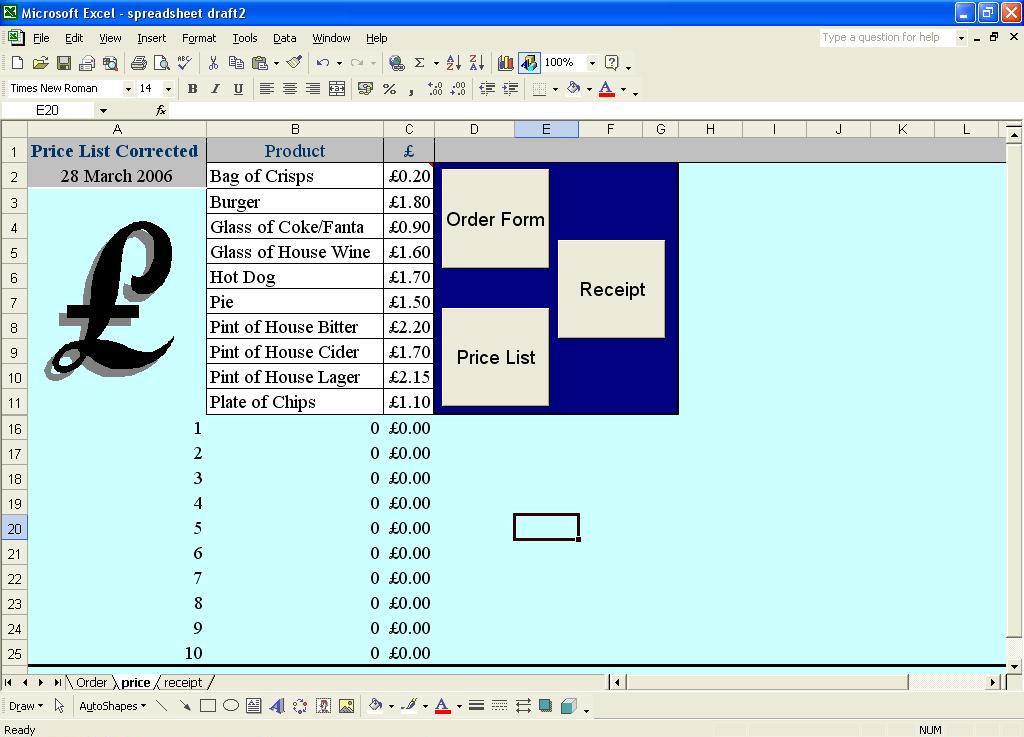 Microsoft Excel - spreadsheet draft2
File Edit View Insert Format Tools Data Window Help
Type a question for help
100%
Times New Roman 14 B I U
E20 fx
A B C D E F G H I J K L
1 Price List Corrected Product £
2 28 March 2006 Bag of Crisps £0.20
3 Burger £1.80
Order Form
4 Glass of Coke/Fanta £0.90
5 Glass of House Wine £1.60
6 Hot Dog £1.70
Receipt
7 Pie £1.50
8 Pint of House Bitter £2.20
9 Pint of House Cider £1.70
Price List
10 Pint of House Lager £2.15
11 Plate of Chips £1.10
£
16 1 0 £0.00
17 2 0 £0.00
18 3 0 £0.00
19 4 0 £0.00
20 5 0 £0.00
21 6 0 £0.00
22 7 0 £0.00
23 8 0 £0.00
24 9 0 £0.00
25 10 0 £0.00
Order price receipt
Draw AutoShapes
Ready NUM